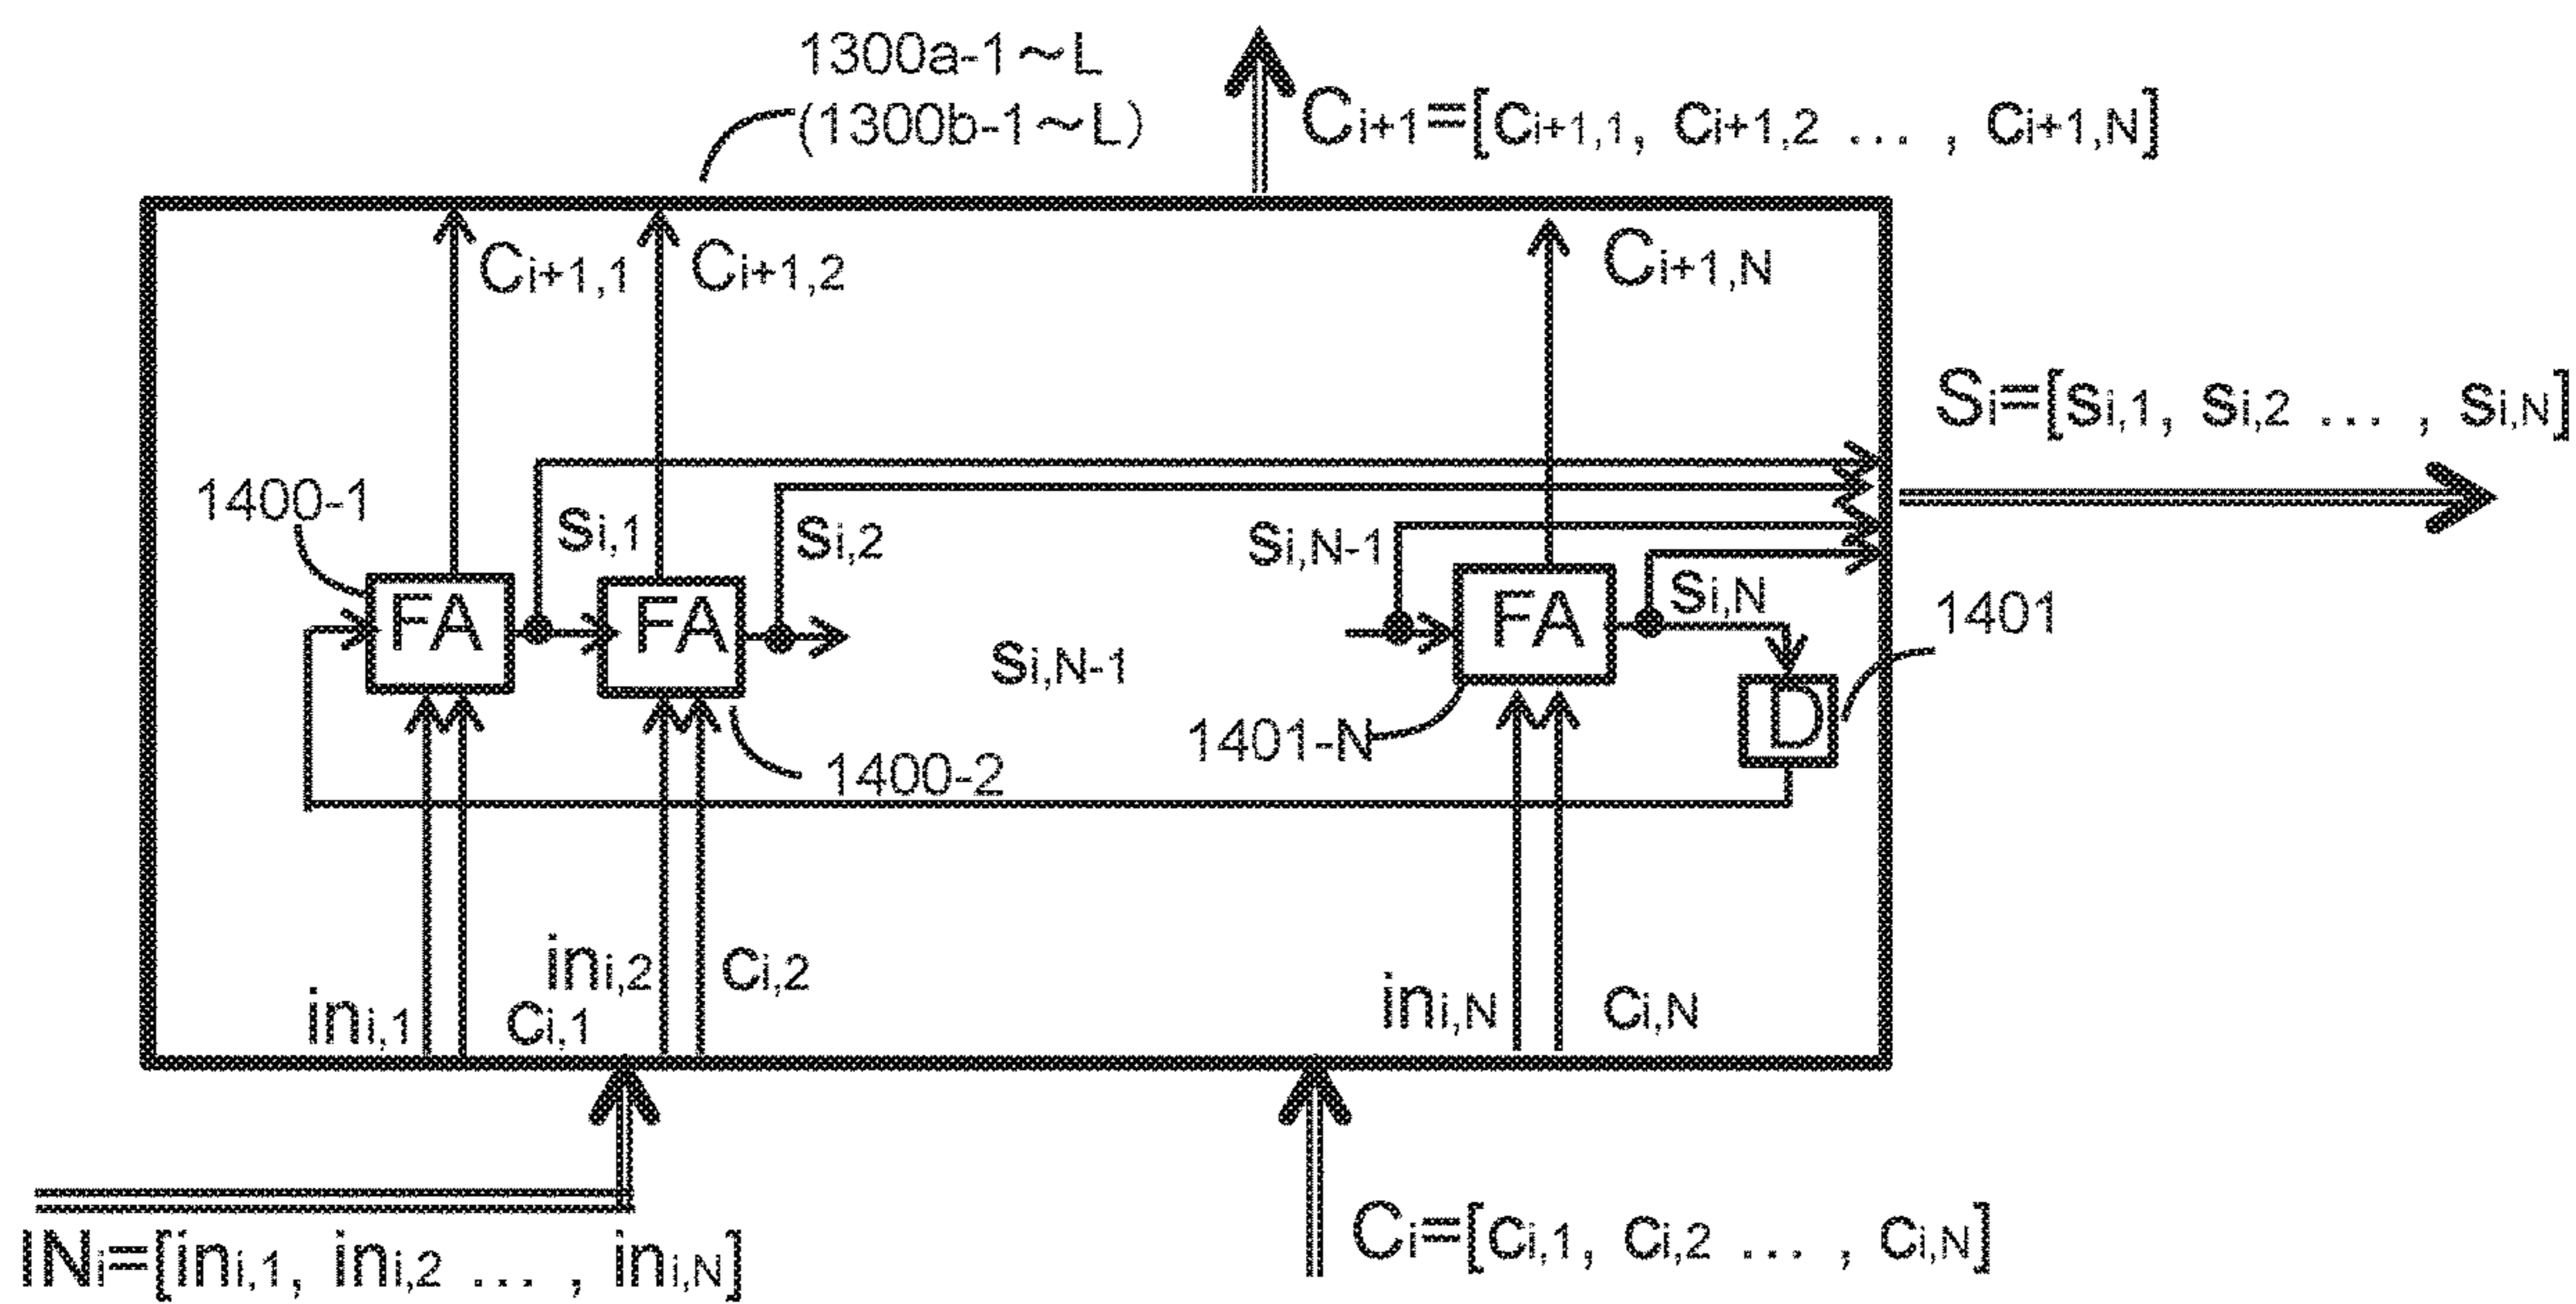 1300a-1~L
(1300b-1~L)
Ci+1=[ci+1,1, ci+1,2 ... , ci+1,N]
Ci+1,1
Ci+1,2
Ci+1,N
Si=[si,1, si,2 ... , si,N]
1400-1
si,1
si,2
si,N-1
si,N
1401
FA
FA
FA
si,N-1
D
1401-N
1400-2
ini,1
ci,1
ini,2
ci,2
ini,N
ci,N
INi=[ini,1, ini,2 ... , ini,N]
Ci=[ci,1, ci,2 ... , ci,N]